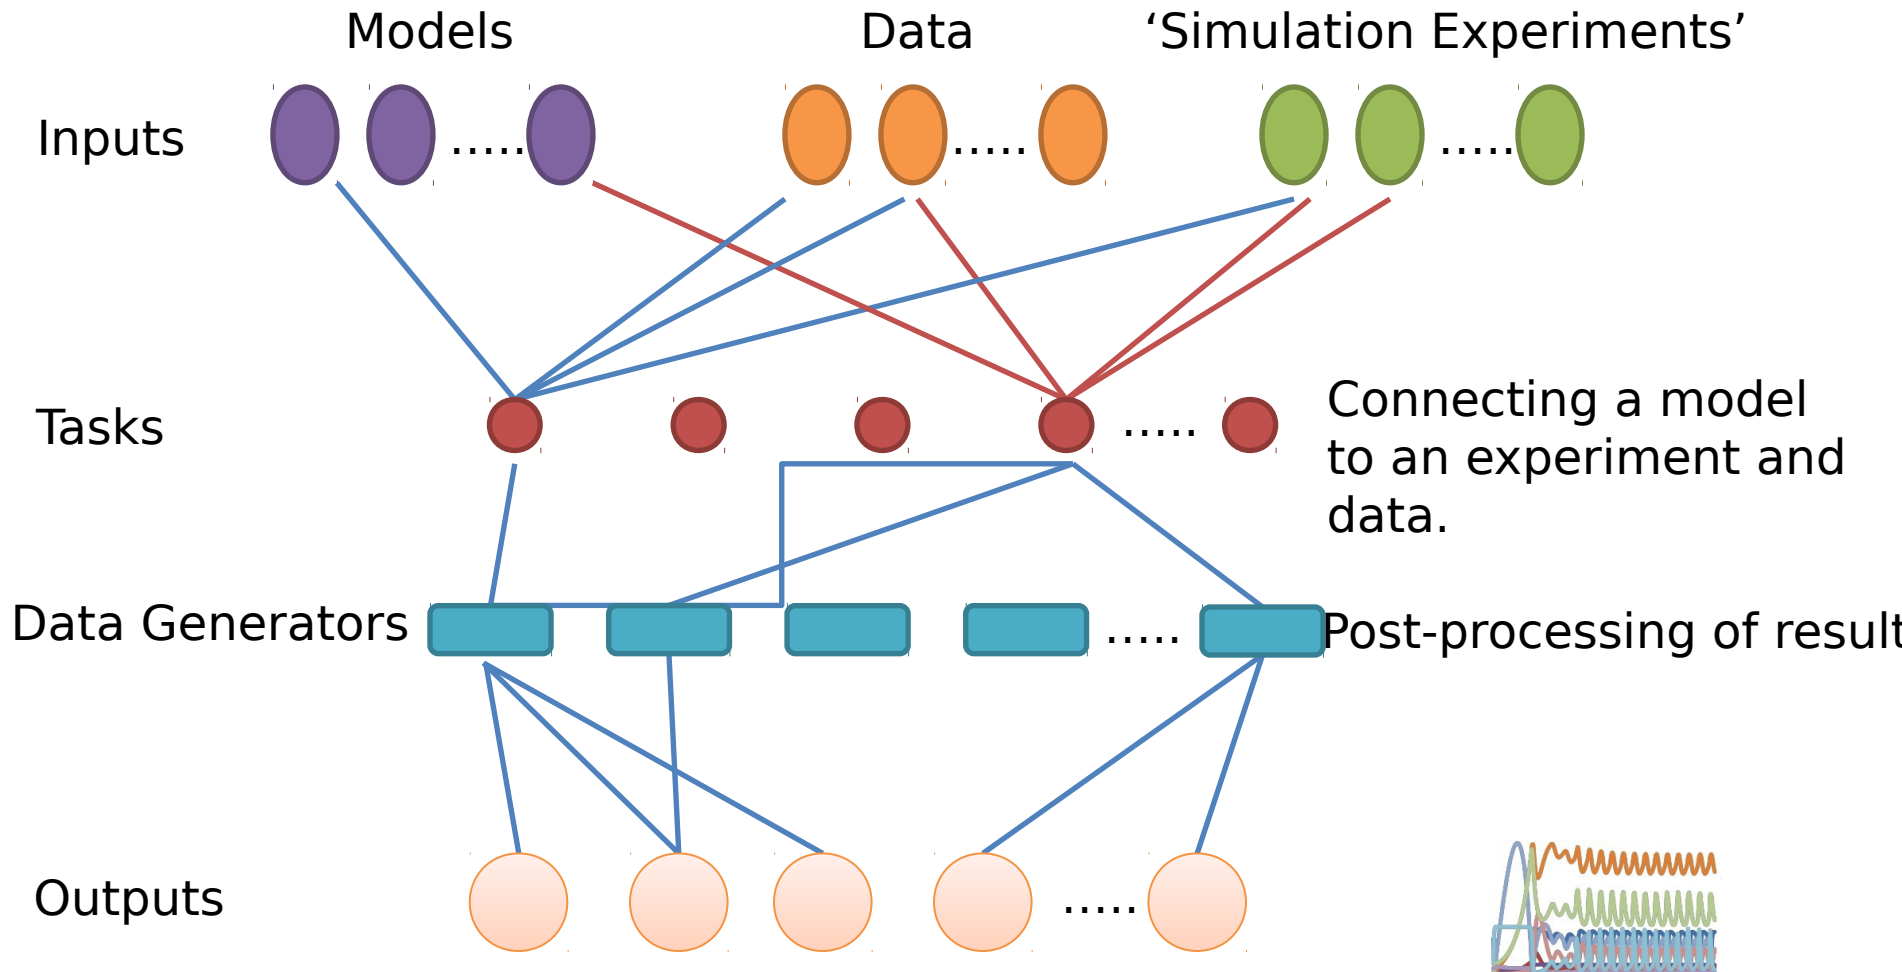 Models
Data
‘Simulation Experiments’
Inputs
.....
.....
.....
Tasks
.....
Connecting a model
to an experiment and
data.
Data Generators
.....
Post-processing of result
Outputs
.....